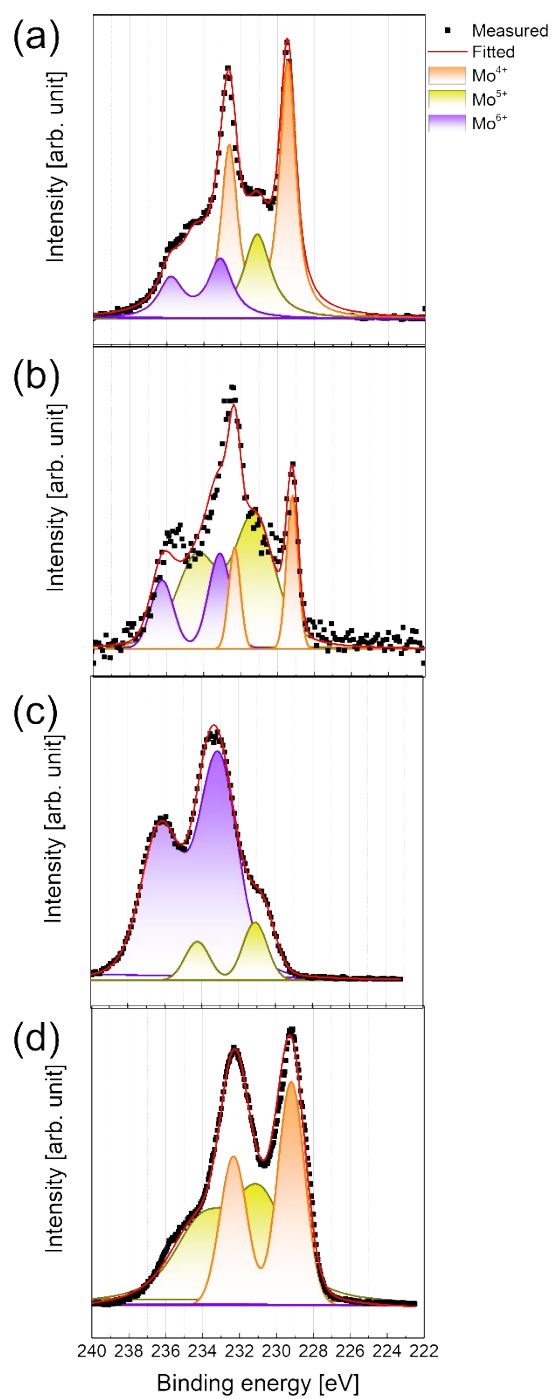 (a)
Intensity [arb. unit]
Measured
Fitted
Mo⁴⁺
Mo⁵⁺
Mo⁶⁺
(b)
Intensity [arb. unit]
(c)
Intensity [arb. unit]
(d)
Intensity [arb. unit]
240 238 236 234 232 230 228 226 224 222
Binding energy [eV]